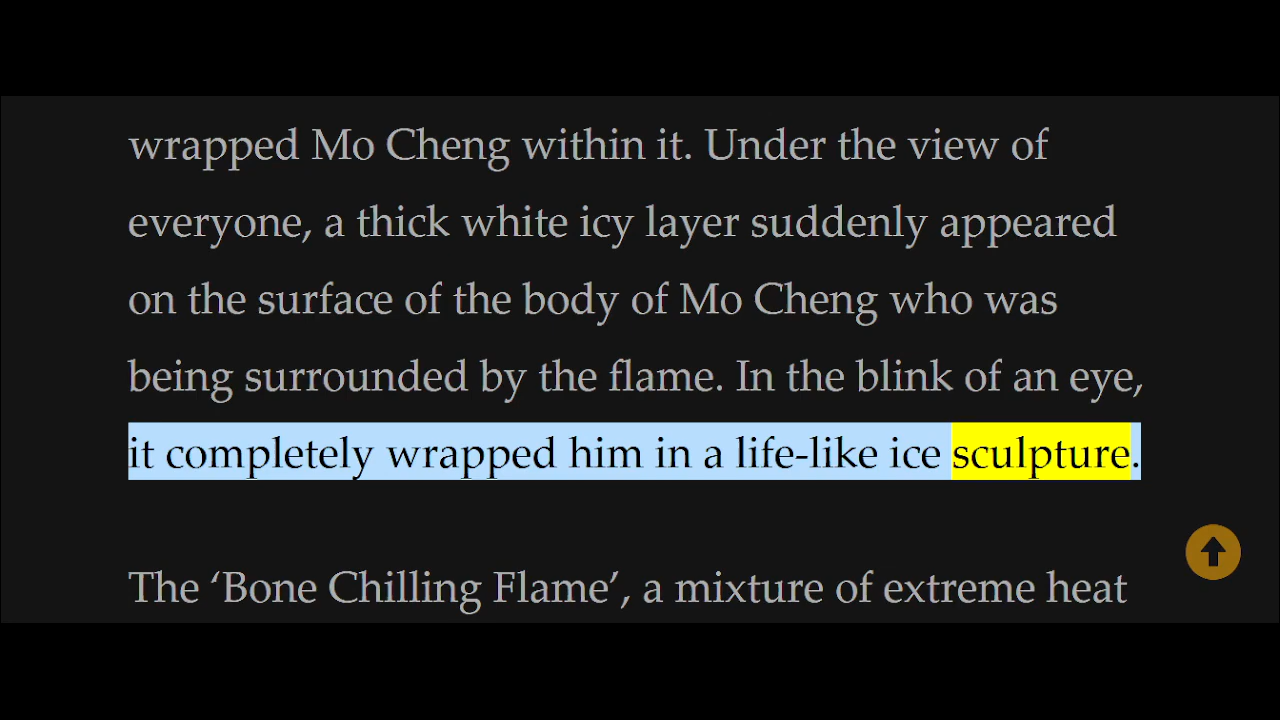 wrapped Mo Cheng within it. Under the view of
everyone, a thick white icy layer suddenly appeared
on the surface of the body of Mo Cheng who was
being surrounded by the flame. In the blink of an eye,
it completely wrapped him in a life-like ice sculpture.
The ‘Bone Chilling Flame’, a mixture of extreme heat